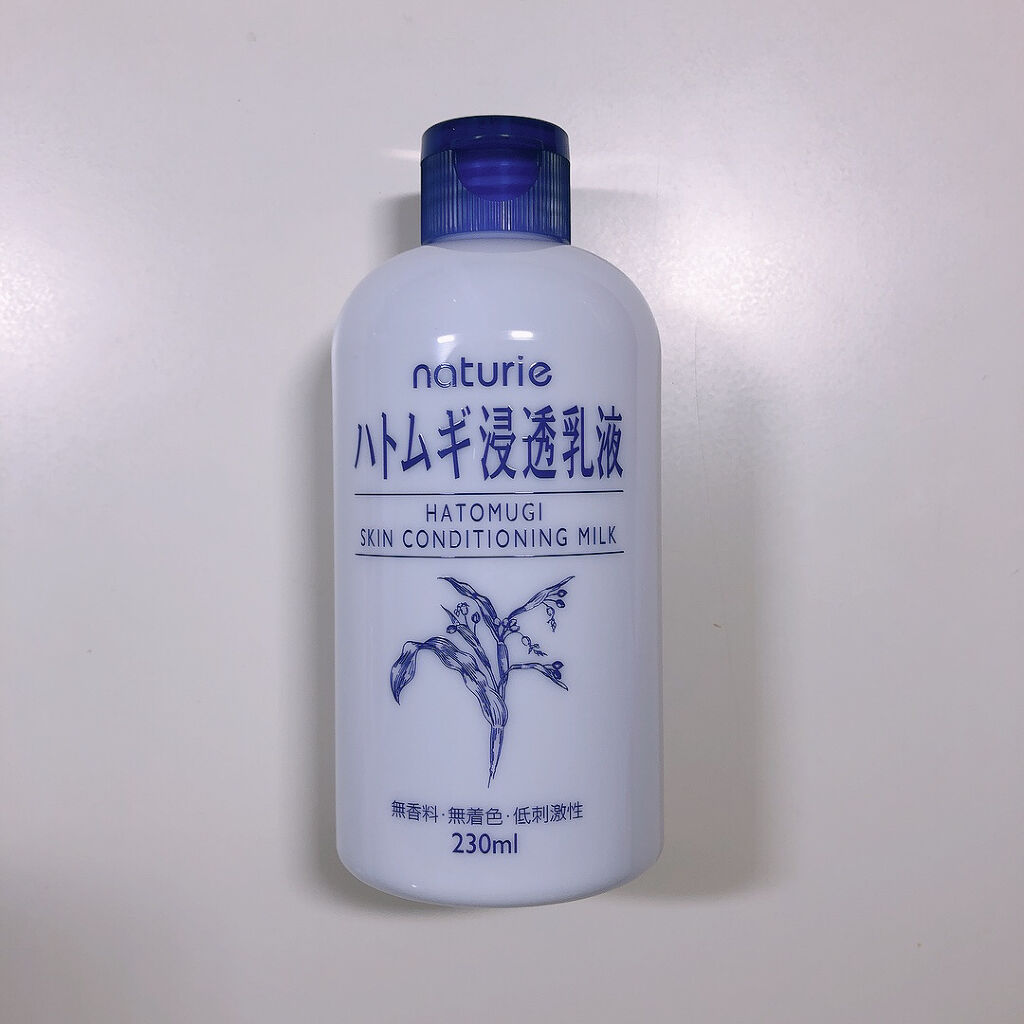 naturie
ハトムギ浸透乳液
HATOMUGI
SKIN CONDITIONING MILK
無香料·無着色·低刺激性
230ml